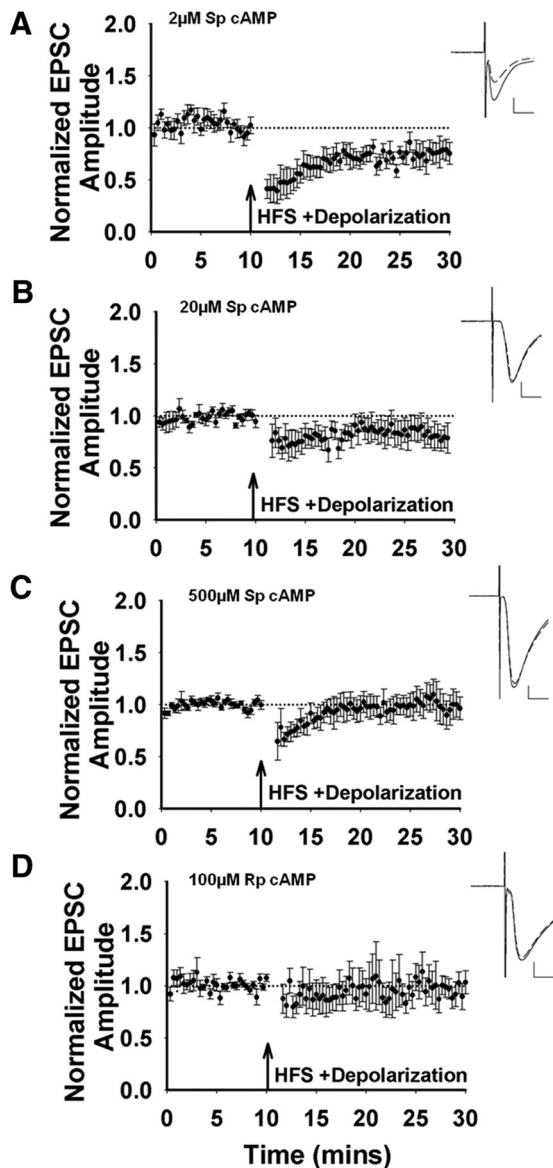 A
2µM Sp cAMP
Normalized EPSC
Amplitude
2.0
1.5
1.0
0.5
0.0
HFS +Depolarization
0 5 10 15 20 25 30
B
20µM Sp cAMP
Normalized EPSC
Amplitude
2.0
1.5
1.0
0.5
0.0
HFS +Depolarization
0 5 10 15 20 25 30
C
500µM Sp cAMP
Normalized EPSC
Amplitude
2.0
1.5
1.0
0.5
0.0
HFS +Depolarization
0 5 10 15 20 25 30
D
100µM Rp cAMP
Normalized EPSC
Amplitude
2.0
1.5
1.0
0.5
0.0
HFS +Depolarization
0 5 10 15 20 25 30
Time (mins)